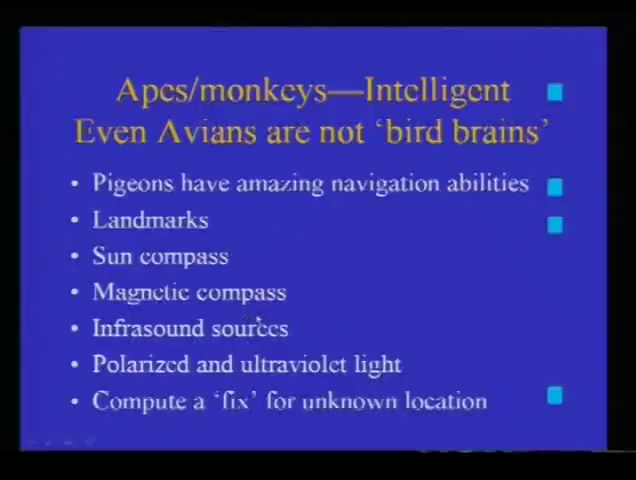 Apes/monkeys—Intelligent
Even Avians are not ‘bird brains’
• Pigeons have amazing navigation abilities
• Landmarks
• Sun compass
• Magnetic compass
• Infrasound sources
• Polarized and ultraviolet light
• Compute a ‘fix’ for unknown location